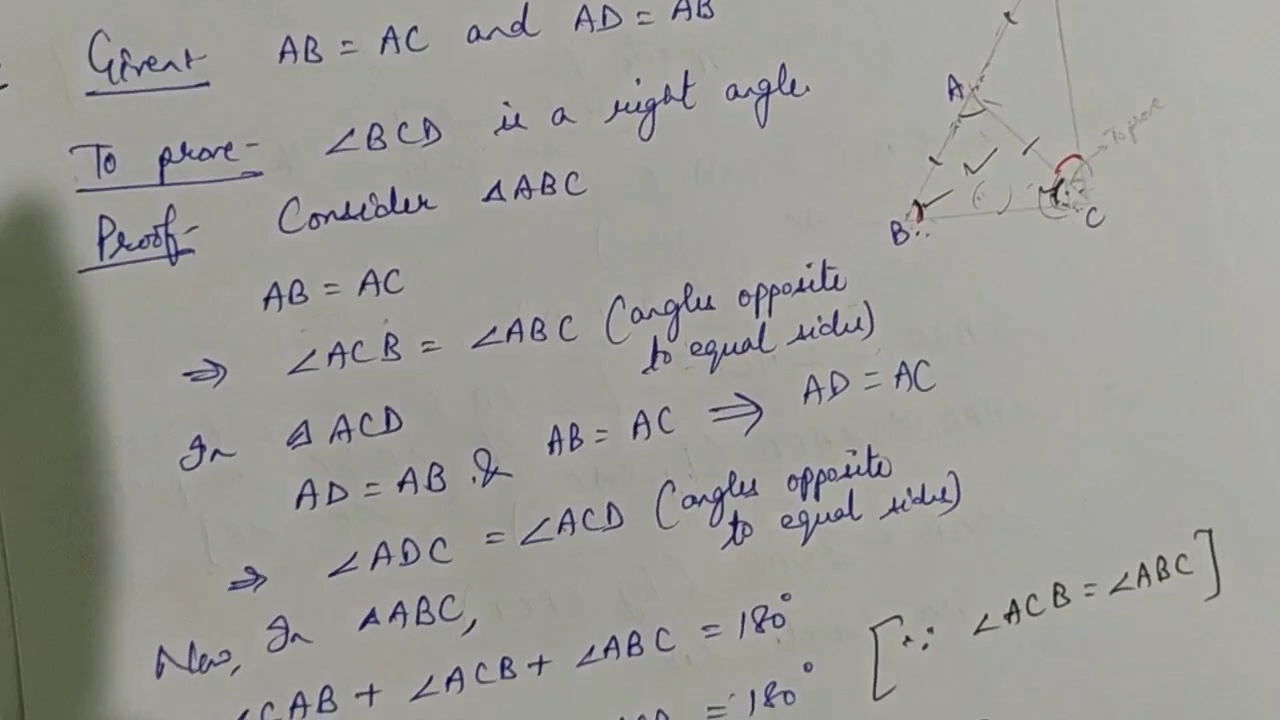 Given AB = AC and AD = AB
To prove- ∠BCD is a right angle
Proof- Consider △ABC
AB = AC
⇒ ∠ACB = ∠ABC (angles opposite
to equal sides)
In △ACD
AD = AB & AB = AC ⇒ AD = AC
⇒ ∠ADC = ∠ACD (angles opposite
to equal sides)
Now, In △ABC,
∠CAB + ∠ACB + ∠ABC = 180° [∵ ∠ACB = ∠ABC]
= 180°
A
To prove
B
C